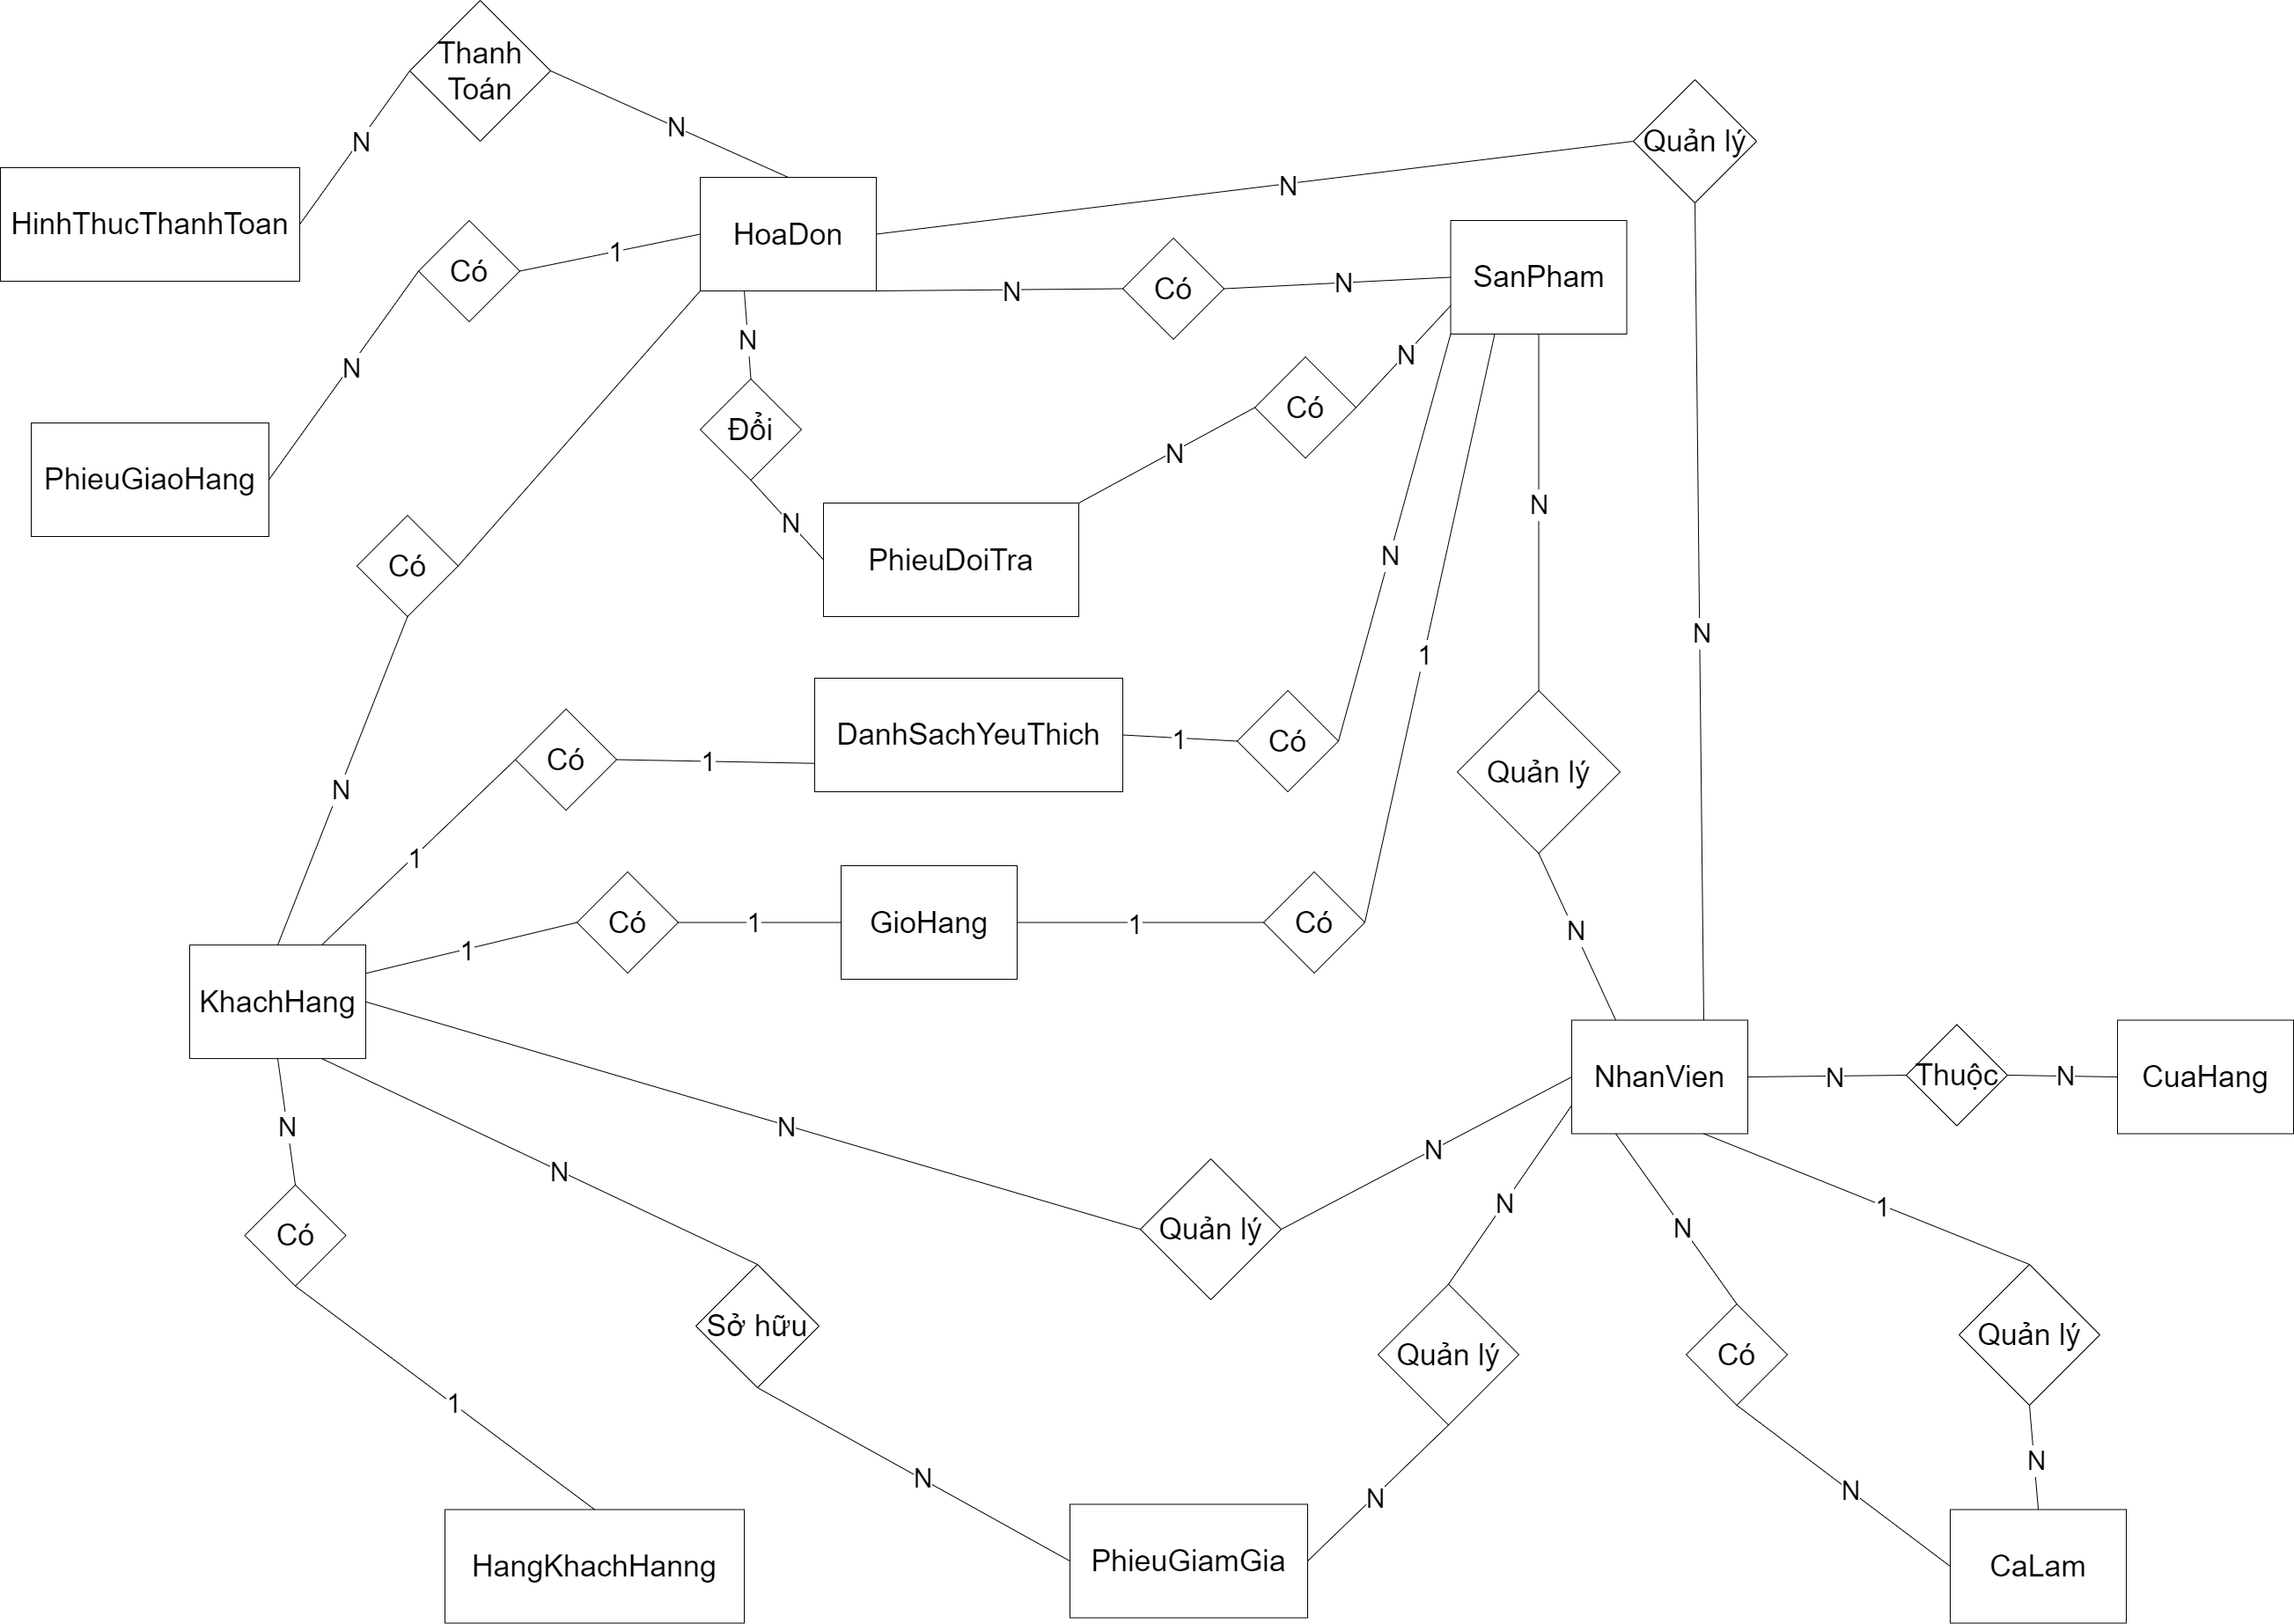 Thanh
Toán
N
N
Quản lý
HinhThucThanhToan
HoaDon
N
1
Có
SanPham
N
Có
N
N
N
N
Có
Đổi
N
PhieuGiaoHang
N
N
Có
PhieuDoiTra
N
N
1
N
Có
1
DanhSachYeuThich
1
Có
Quản lý
N
1
1
Có
1
GioHang
1
Có
N
KhachHang
NhanVien
N
Thuộc
N
CuaHang
N
N
N
N
N
1
N
Có
Quản lý
Sở hữu
Quản lý
Có
Quản lý
1
N
N
N
N
HangKhachHanng
PhieuGiamGia
CaLam